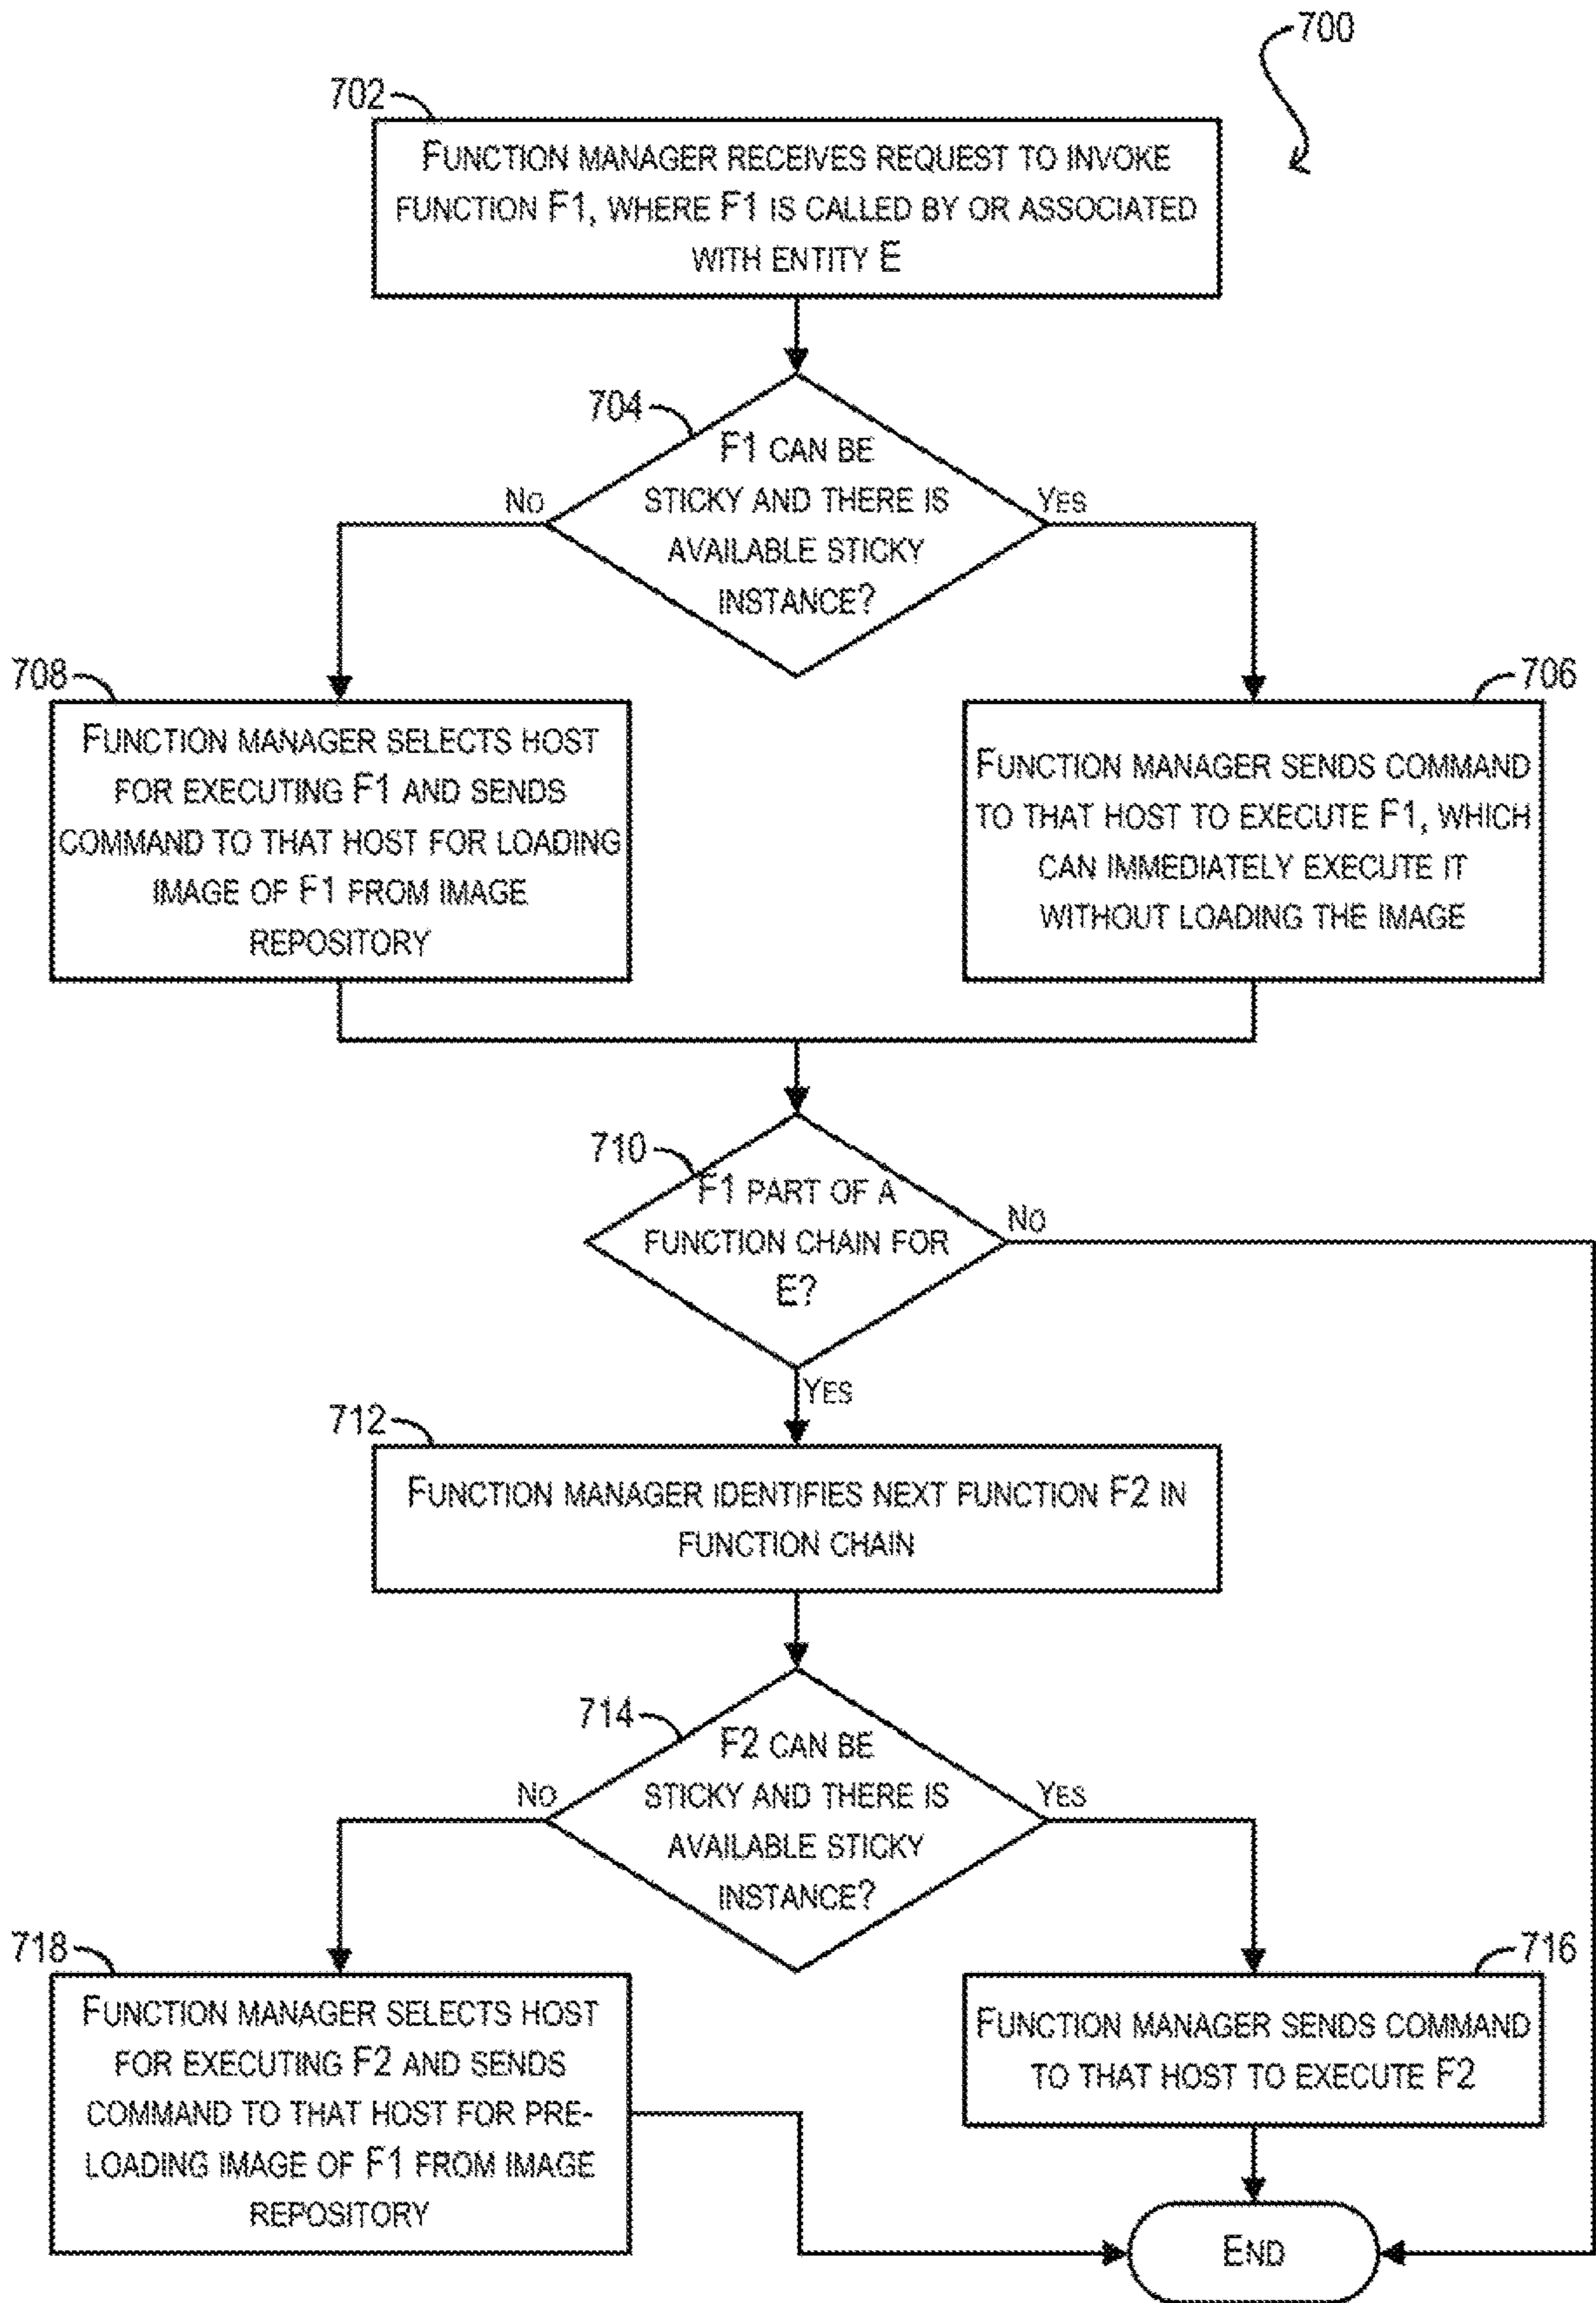 700
702
FUNCTION MANAGER RECEIVES REQUEST TO INVOKE
FUNCTION F1, WHERE F1 IS CALLED BY OR ASSOCIATED
WITH ENTITY E
704
F1 CAN BE
STICKY AND THERE IS
AVAILABLE STICKY
INSTANCE?
NO
YES
708
FUNCTION MANAGER SELECTS HOST
FOR EXECUTING F1 AND SENDS
COMMAND TO THAT HOST FOR LOADING
IMAGE OF F1 FROM IMAGE
REPOSITORY
706
FUNCTION MANAGER SENDS COMMAND
TO THAT HOST TO EXECUTE F1, WHICH
CAN IMMEDIATELY EXECUTE IT
WITHOUT LOADING THE IMAGE
710
F1 PART OF A
FUNCTION CHAIN FOR
E?
NO
YES
712
FUNCTION MANAGER IDENTIFIES NEXT FUNCTION F2 IN
FUNCTION CHAIN
714
F2 CAN BE
STICKY AND THERE IS
AVAILABLE STICKY
INSTANCE?
NO
YES
718
FUNCTION MANAGER SELECTS HOST
FOR EXECUTING F2 AND SENDS
COMMAND TO THAT HOST FOR PRE-
LOADING IMAGE OF F1 FROM IMAGE
REPOSITORY
716
FUNCTION MANAGER SENDS COMMAND
TO THAT HOST TO EXECUTE F2
END